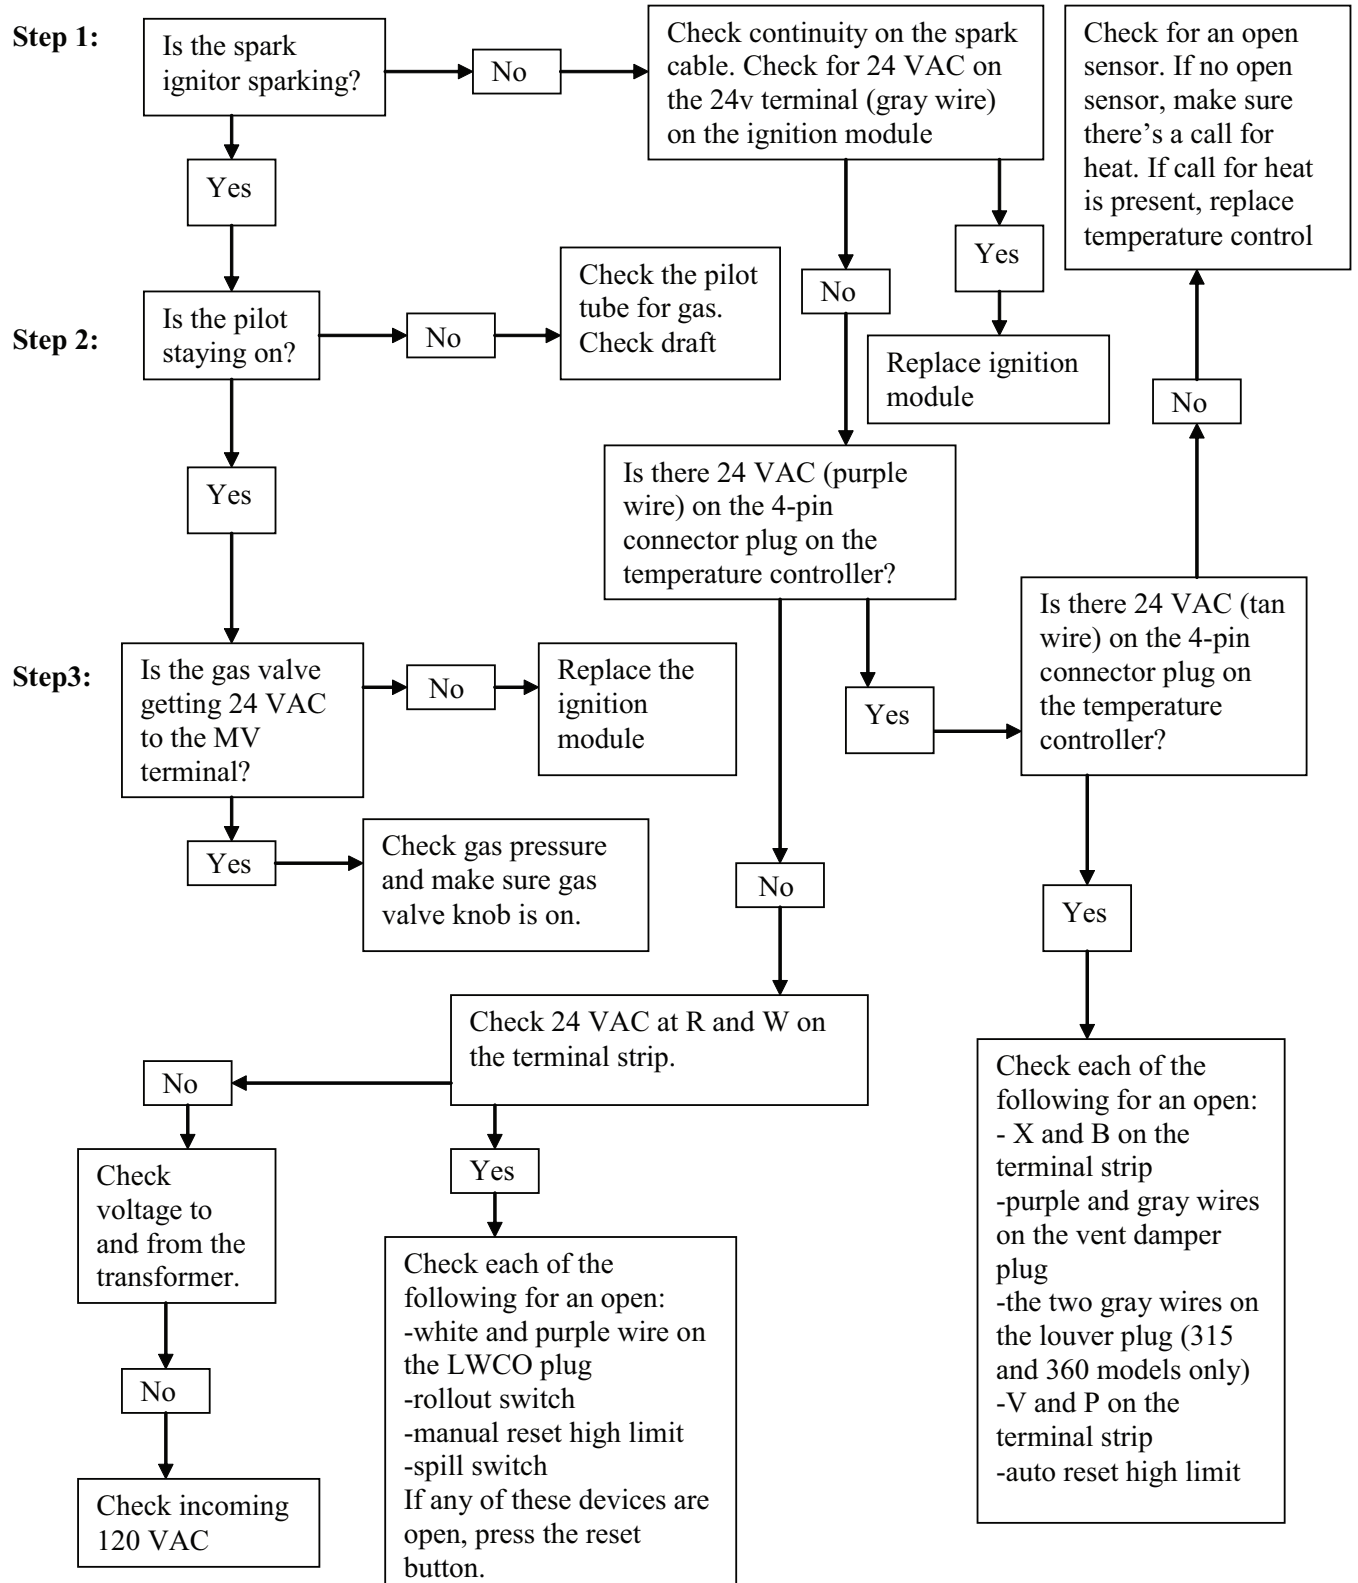 Step 1:
Is the spark
ignitor sparking?
No
Check continuity on the spark
cable. Check for 24 VAC on
the 24v terminal (gray wire)
on the ignition module
Check for an open
sensor. If no open
sensor, make sure
there's a call for
heat. If call for heat
is present, replace
temperature control
Yes
No
Yes
Replace ignition
module
No
Step 2:
Is the pilot
staying on?
No
Check the pilot
tube for gas.
Check draft
Yes
Is there 24 VAC (purple
wire) on the 4-pin
connector plug on the
temperature controller?
Yes
Is there 24 VAC (tan
wire) on the 4-pin
connector plug on
the temperature
controller?
Step3:
Is the gas valve
getting 24 VAC
to the MV
terminal?
No
Replace the
ignition
module
Yes
Check gas pressure
and make sure gas
valve knob is on.
No
Yes
Check 24 VAC at R and W on
the terminal strip.
No
Check
voltage to
and from the
transformer.
No
Check incoming
120 VAC
Yes
Check each of the
following for an open:
-white and purple wire on
the LWCO plug
-rollout switch
-manual reset high limit
-spill switch
If any of these devices are
open, press the reset
button.
Check each of the
following for an open:
- X and B on the
terminal strip
-purple and gray wires
on the vent damper
plug
-the two gray wires on
the louver plug (315
and 360 models only)
-V and P on the
terminal strip
-auto reset high limit